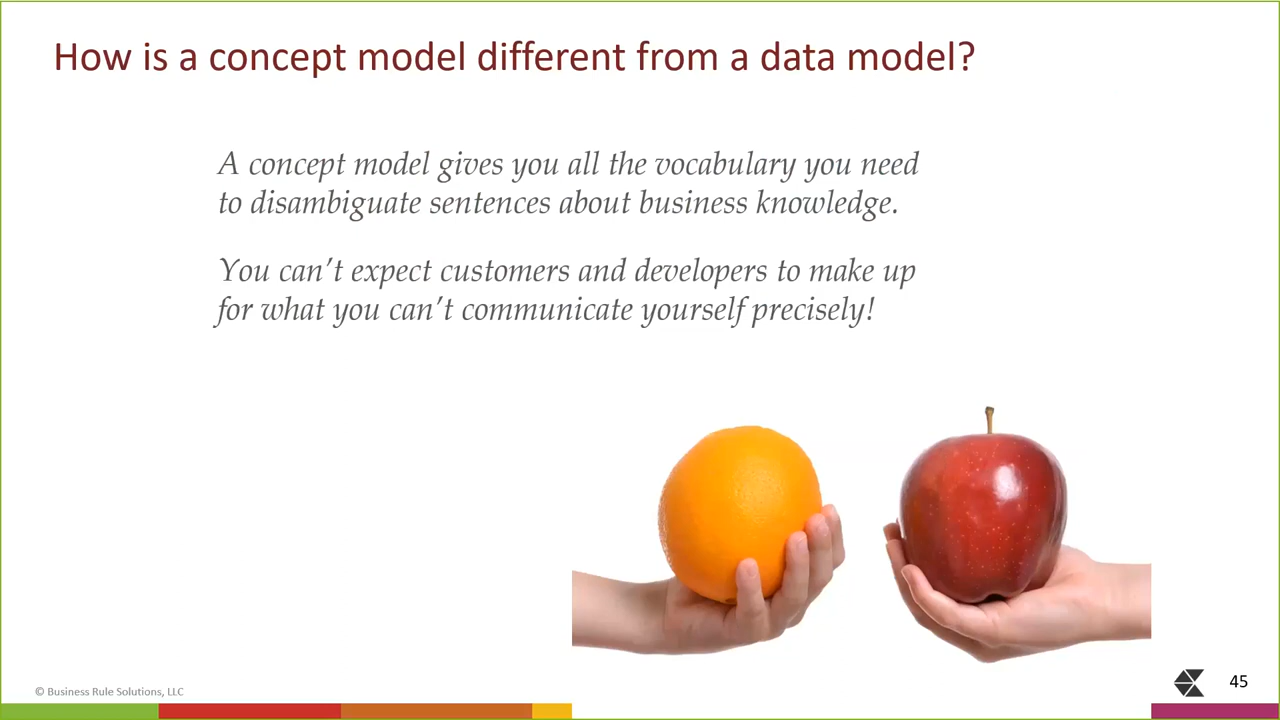 How is a concept model different from a data model?
A concept model gives you all the vocabulary you need
to disambiguate sentences about business knowledge.
You can’t expect customers and developers to make up
for what you can’t communicate yourself precisely!
© Business Rule Solutions, LLC
45